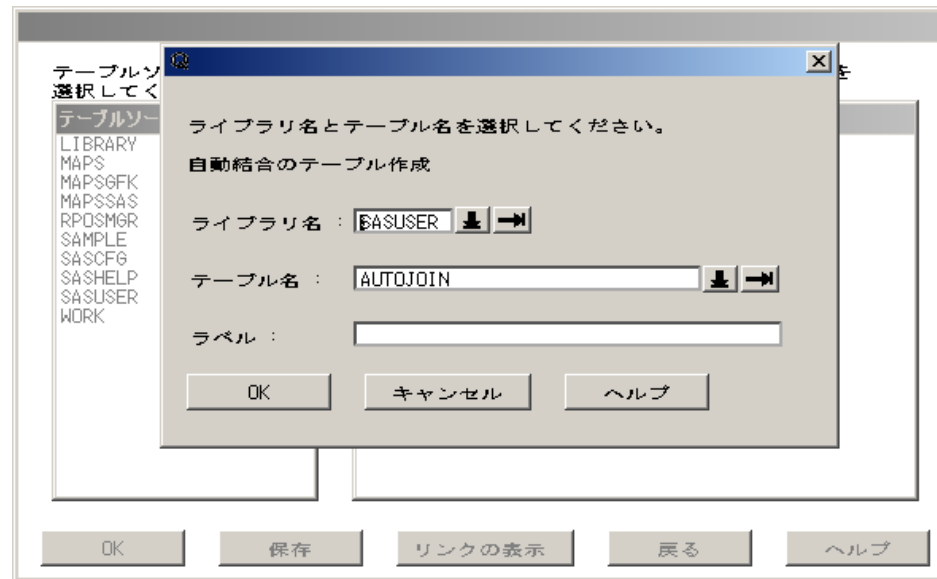 テーブルソ
を
選択してく
テーブルソー
LIBRARY
MAPS
MAPSGFK
MAPSSAS
RPOSMGR
SAMPLE
SASCFG
SASHELP
SASUSER
WORK
ライブラリ名とテーブル名を選択してください。
自動結合のテーブル作成
ライブラリ名 : SASUSER
テーブル名 : AUTOJOIN
ラベル :
OK キャンセル ヘルプ
OK 保存 リンクの表示 戻る ヘルプ